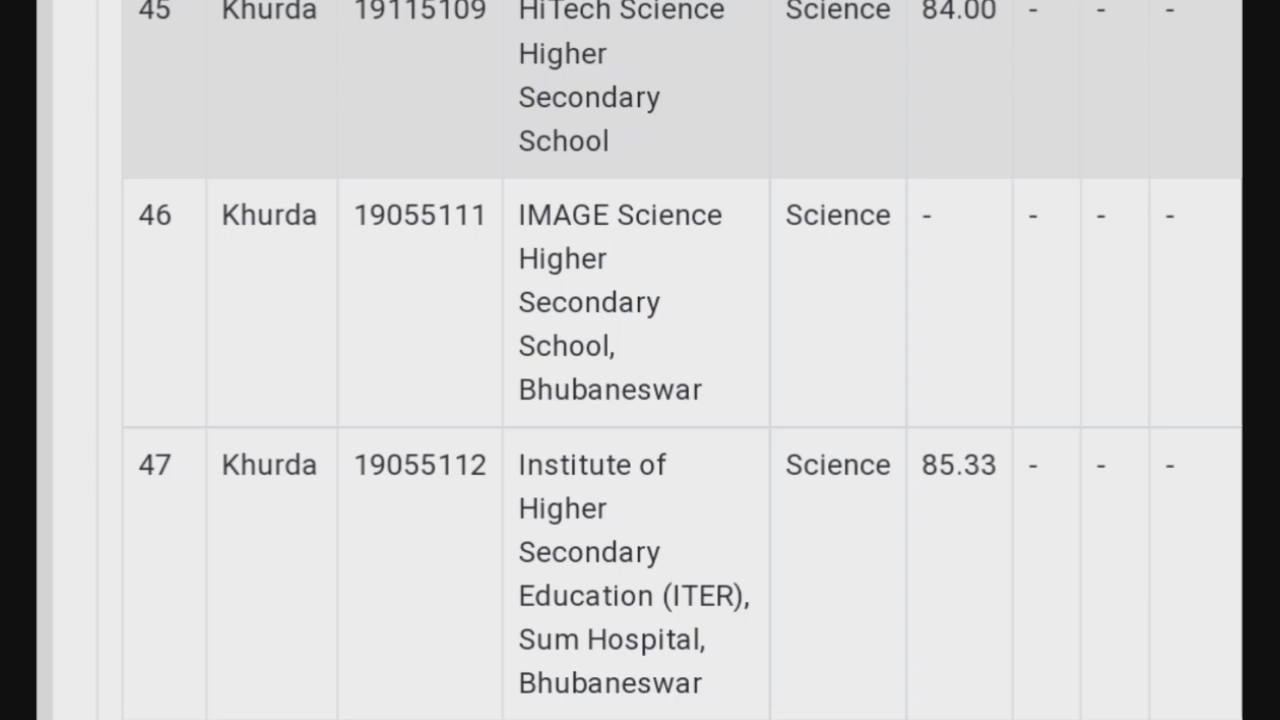 45 Khurda 19115109 HiTech Science Science 84.00 - - -
Higher
Secondary
School
46 Khurda 19055111 IMAGE Science Science - - - -
Higher
Secondary
School,
Bhubaneswar
47 Khurda 19055112 Institute of Science 85.33 - - -
Higher
Secondary
Education (ITER),
Sum Hospital,
Bhubaneswar